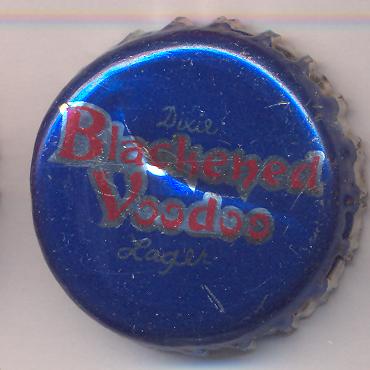 Dixie
Blackened
Voodoo
Lager